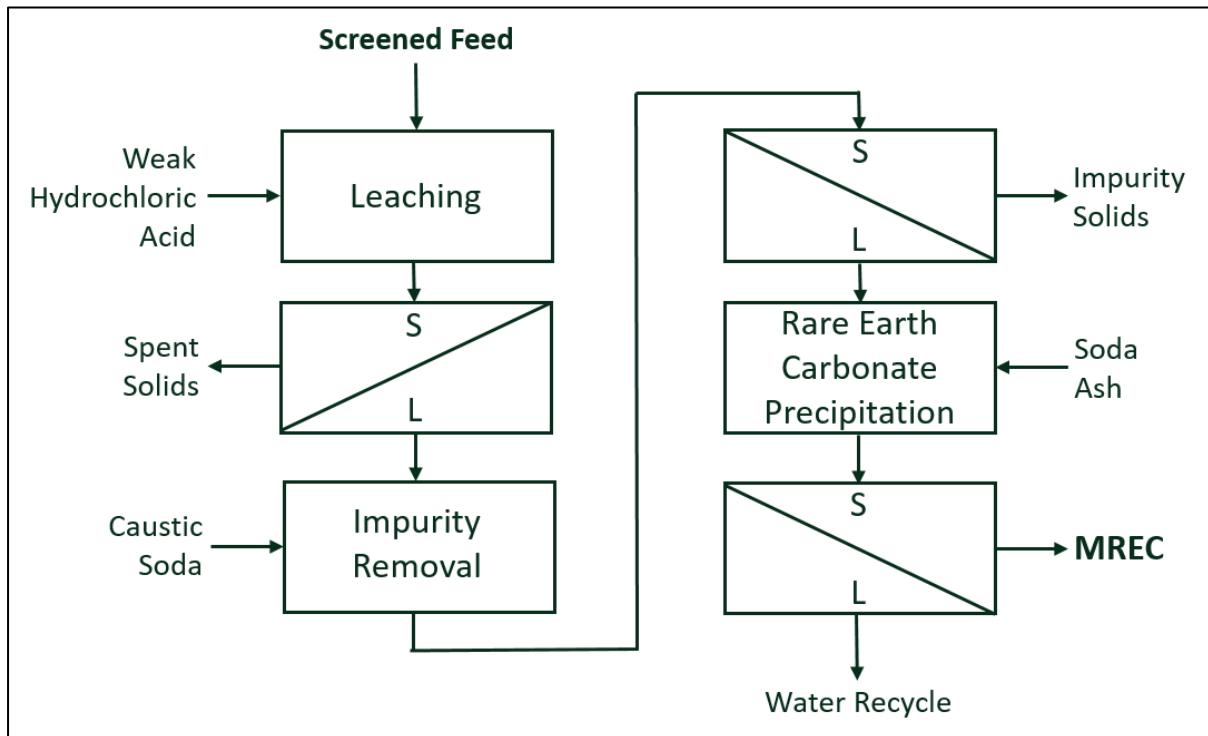 Screened Feed
Weak
Hydrochloric
Acid
Leaching
S
L
Spent
Solids
Caustic
Soda
Impurity
Removal
S
L
Impurity
Solids
Rare Earth
Carbonate
Precipitation
Soda
Ash
S
L
MREC
Water Recycle